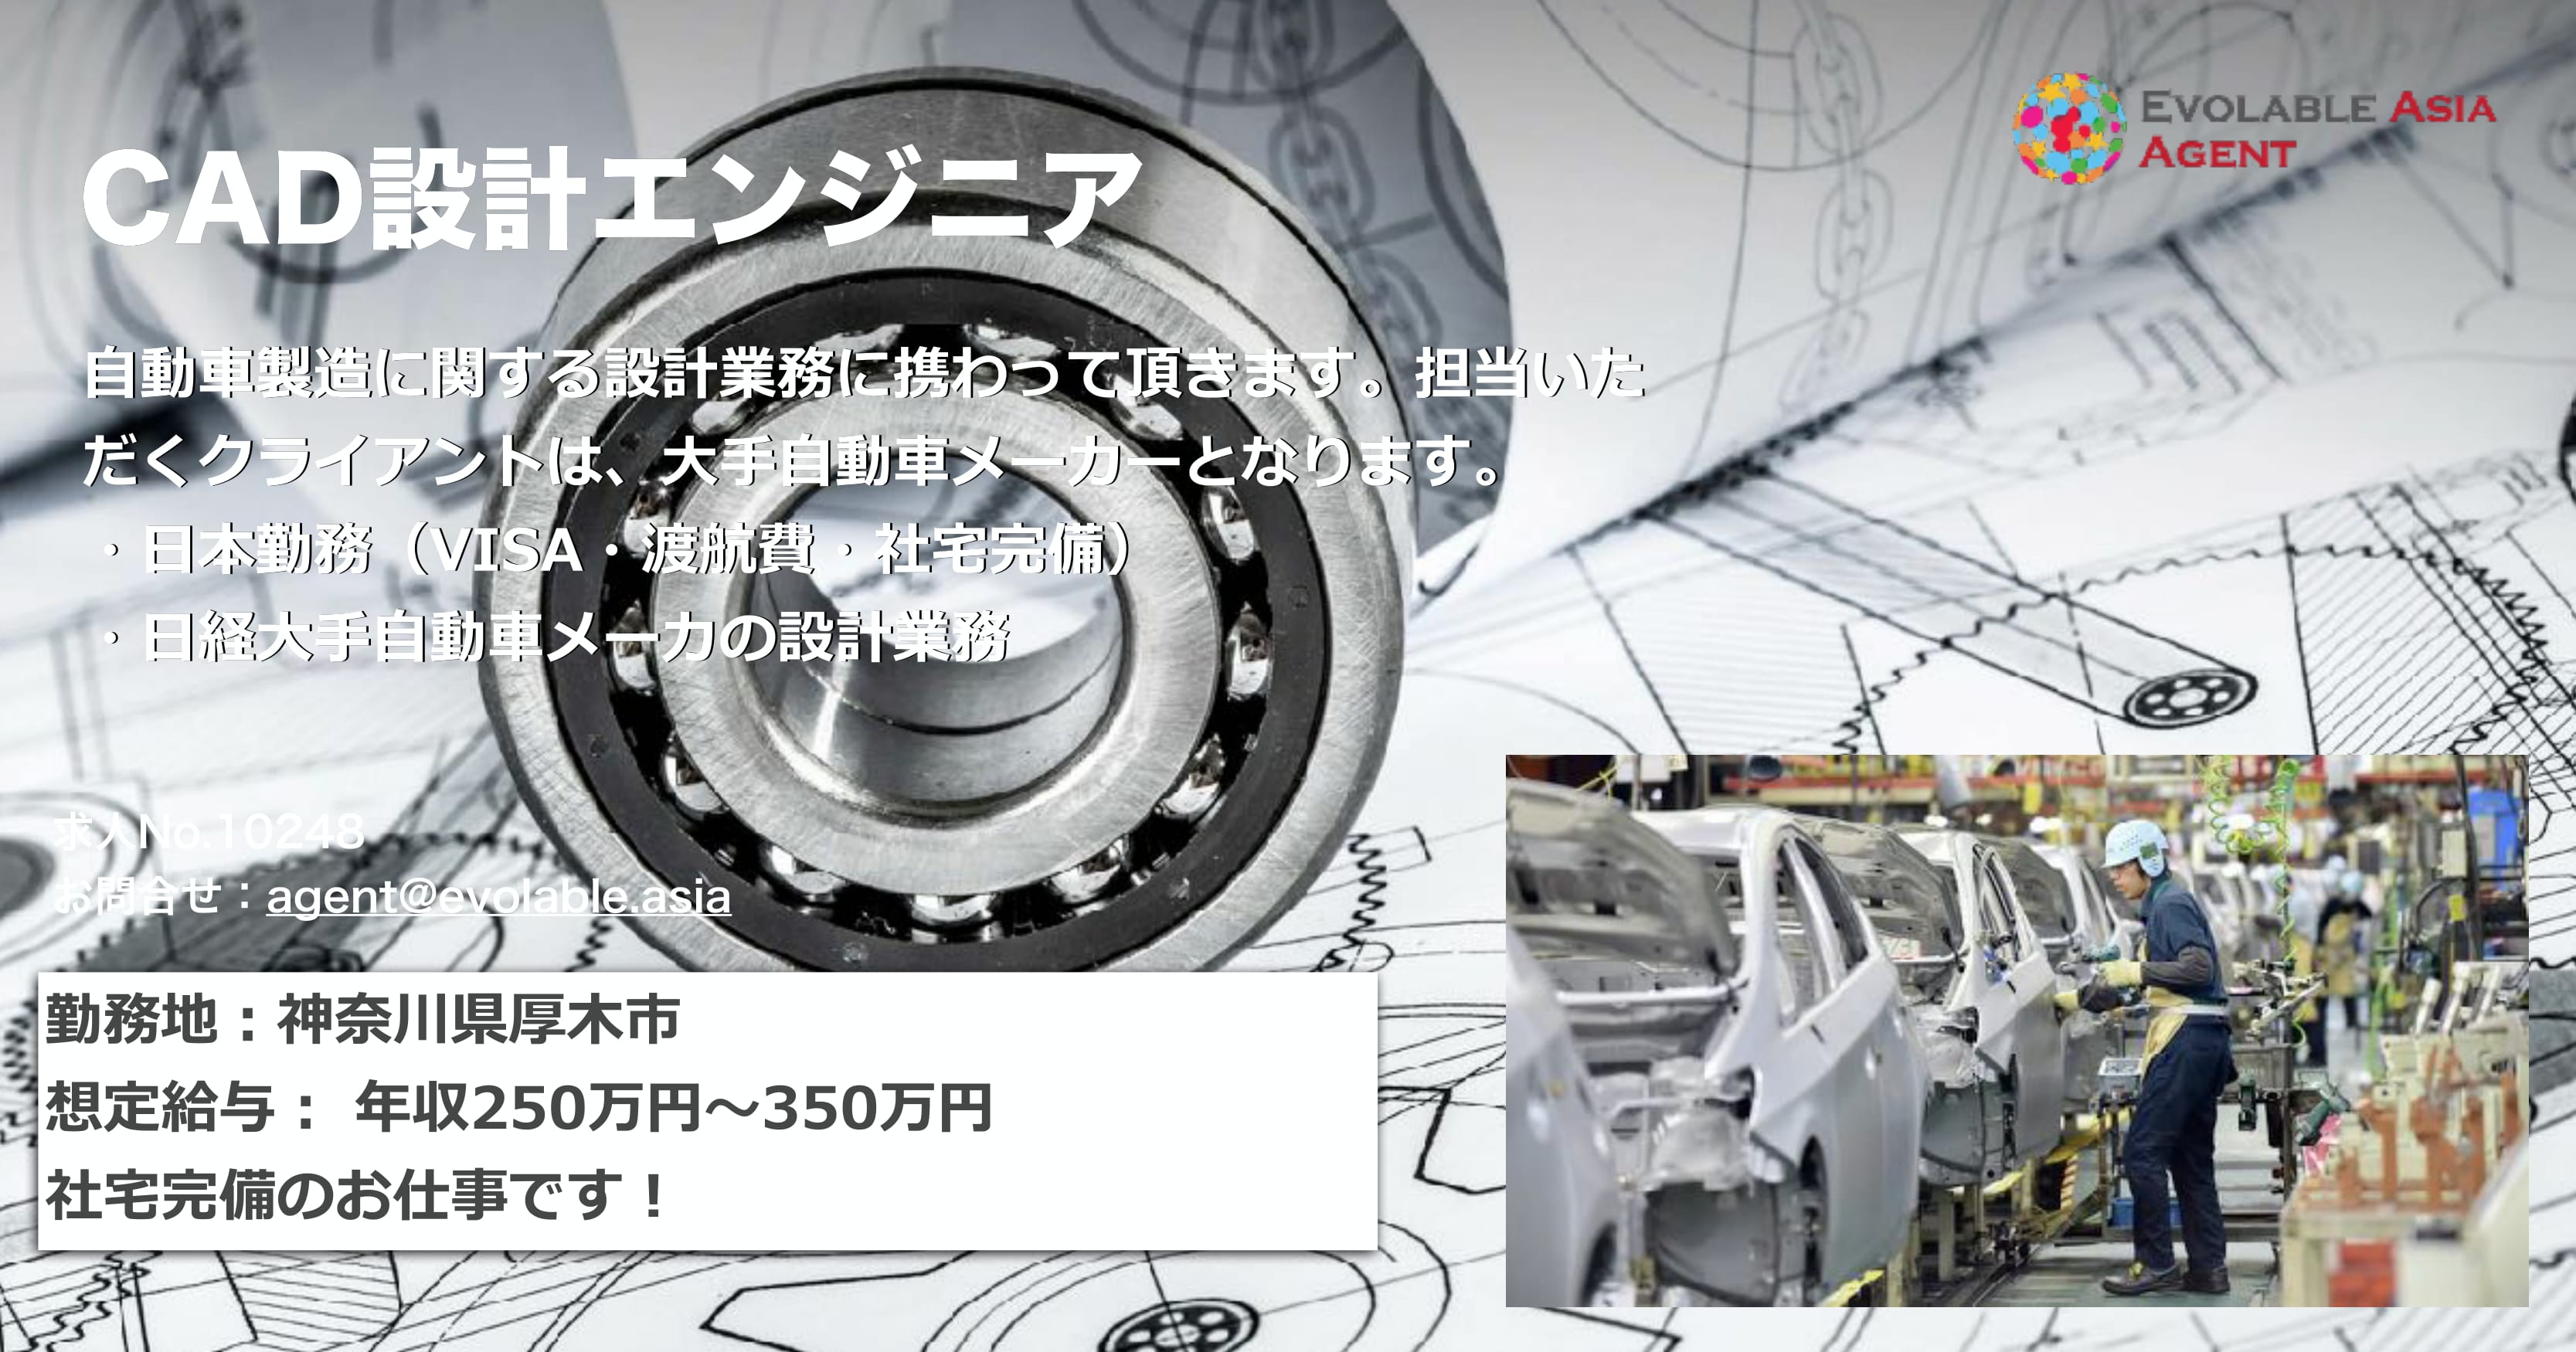 EVOLABLE ASIA
AGENT
CAD設計エンジニア
自動車製造に関する設計業務に携わって頂きます。担当いた
だくクライアントは、大手自動車メーカーとなります。
・日本勤務（VISA・渡航費・社宅完備）
・日経大手自動車メーカの設計業務
求人No.10248
お問合せ：agent@evolable.asia
勤務地：神奈川県厚木市
想定給与： 年収250万円〜350万円
社宅完備のお仕事です！